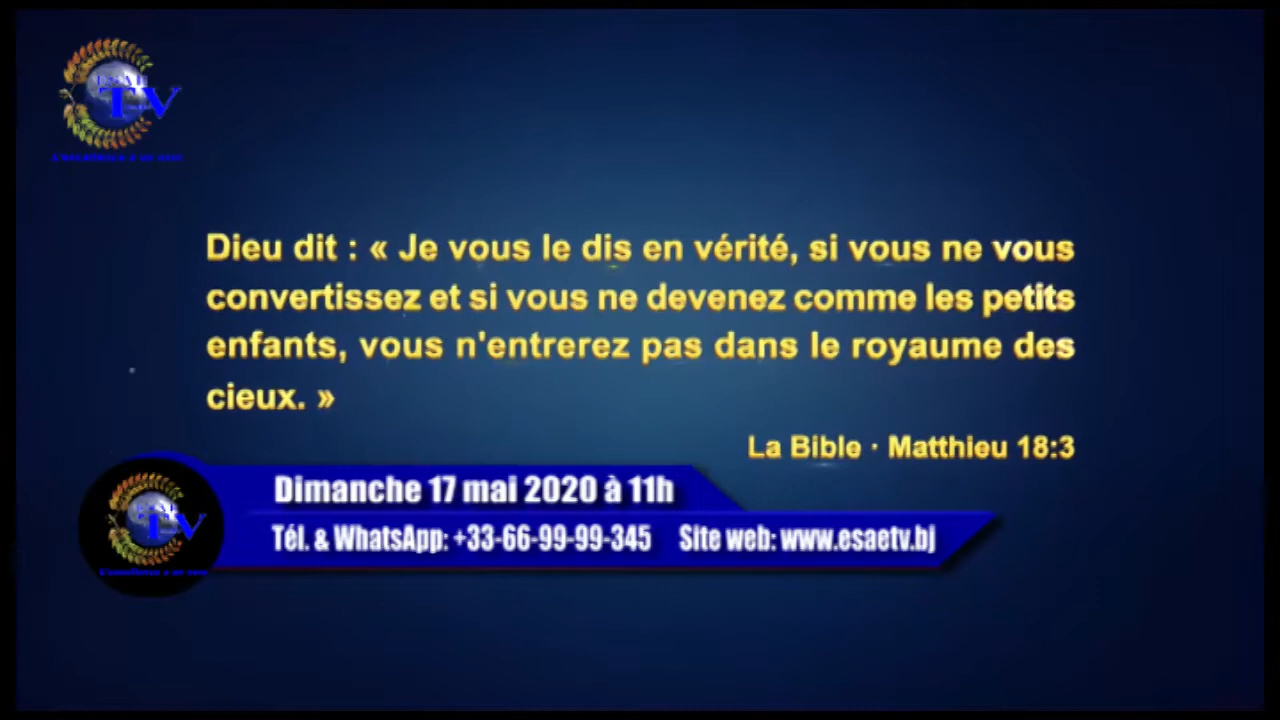 TV
Dieu dit : « Je vous le dis en vérité, si vous ne vous
convertissez et si vous ne devenez comme les petits
enfants, vous n'entrerez pas dans le royaume des
cieux. »
La Bible · Matthieu 18:3
Dimanche 17 mai 2020 à 11h
Tél. & WhatsApp: +33-66-99-99-345 Site web: www.esaetv.bj
TV